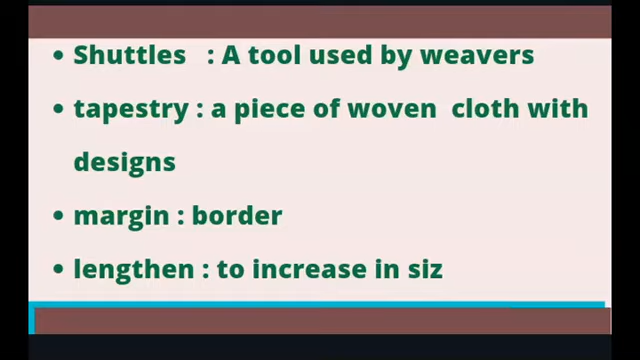 • Shuttles : A tool used by weavers
• tapestry : a piece of woven cloth with
designs
• margin : border
• lengthen : to increase in siz